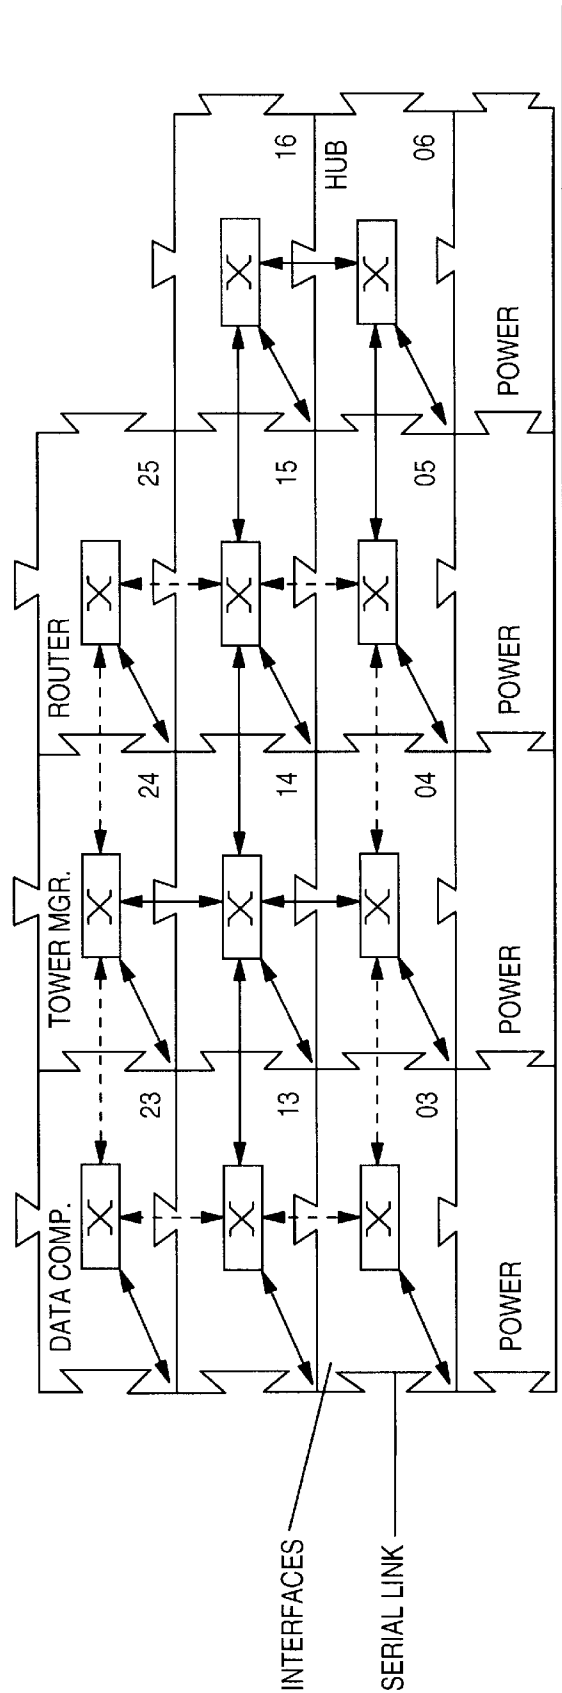 DATA COMP.
TOWER MGR.
ROUTER
23
24
25
X
X
X
13
14
15
16
X
X
X
X
HUB
03
04
05
06
X
X
X
X
POWER
POWER
POWER
POWER
INTERFACES
SERIAL LINK